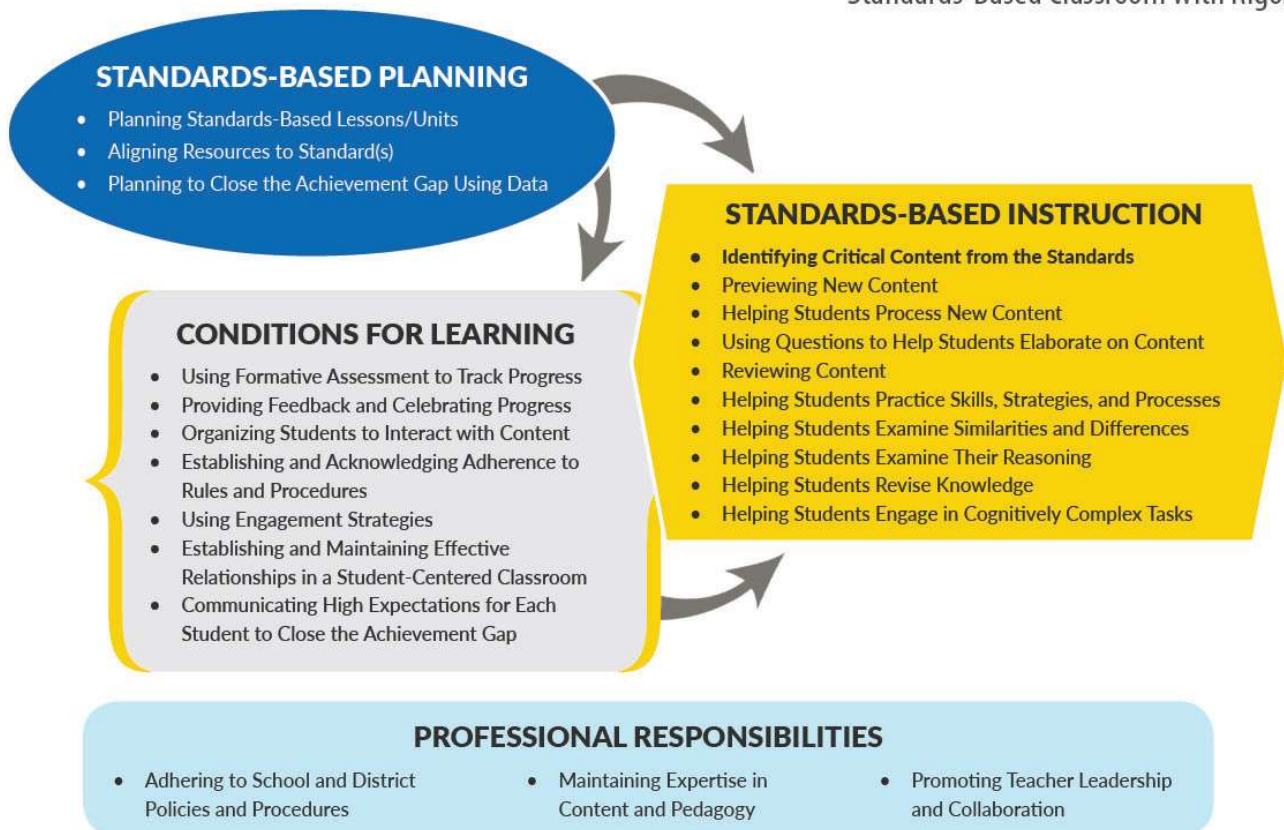 Standards-Based Classroom with Rigor
STANDARDS-BASED PLANNING
• Planning Standards-Based Lessons/Units
• Aligning Resources to Standard(s)
• Planning to Close the Achievement Gap Using Data
STANDARDS-BASED INSTRUCTION
• Identifying Critical Content from the Standards
• Previewing New Content
• Helping Students Process New Content
• Using Questions to Help Students Elaborate on Content
• Reviewing Content
• Helping Students Practice Skills, Strategies, and Processes
• Helping Students Examine Similarities and Differences
• Helping Students Examine Their Reasoning
• Helping Students Revise Knowledge
• Helping Students Engage in Cognitively Complex Tasks
CONDITIONS FOR LEARNING
• Using Formative Assessment to Track Progress
• Providing Feedback and Celebrating Progress
• Organizing Students to Interact with Content
• Establishing and Acknowledging Adherence to
Rules and Procedures
• Using Engagement Strategies
• Establishing and Maintaining Effective
Relationships in a Student-Centered Classroom
• Communicating High Expectations for Each
Student to Close the Achievement Gap
PROFESSIONAL RESPONSIBILITIES
• Adhering to School and District
Policies and Procedures
• Maintaining Expertise in
Content and Pedagogy
• Promoting Teacher Leadership
and Collaboration